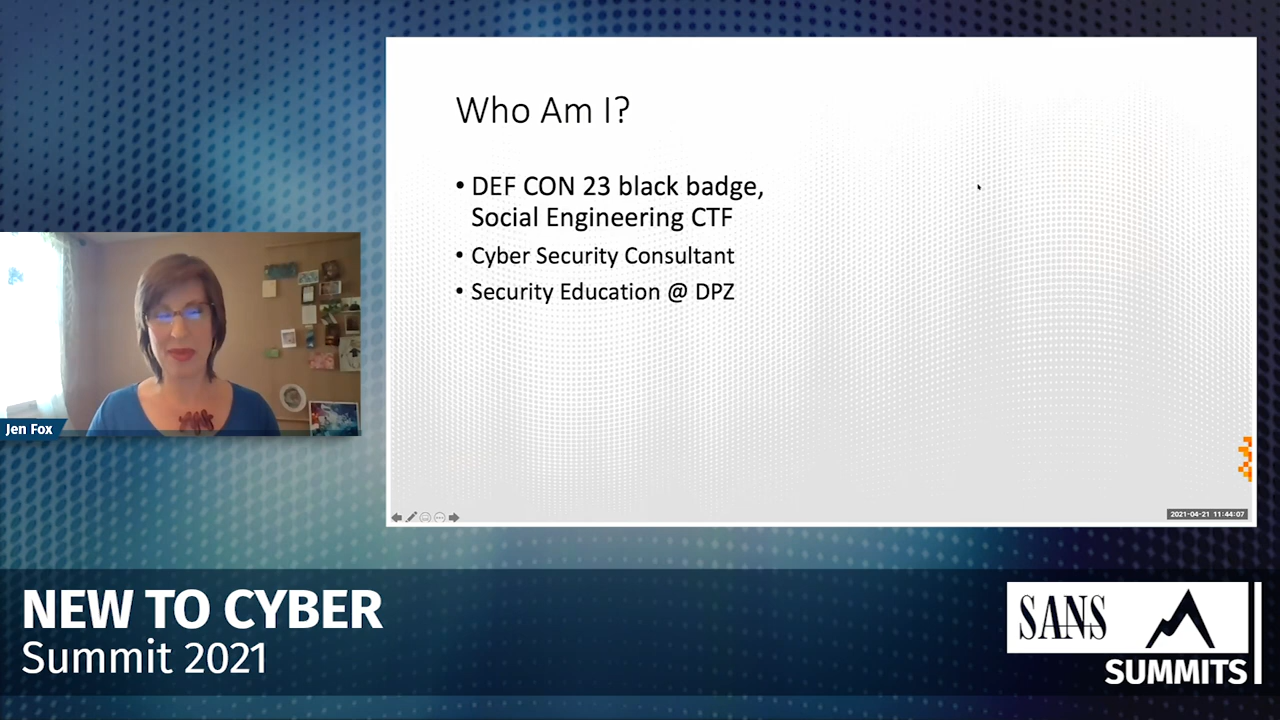 Who Am I?
• DEF CON 23 black badge,
Social Engineering CTF
• Cyber Security Consultant
• Security Education @ DPZ
Jen Fox
2021-04-21 11:44:07
NEW TO CYBER
Summit 2021
SANS
SUMMITS